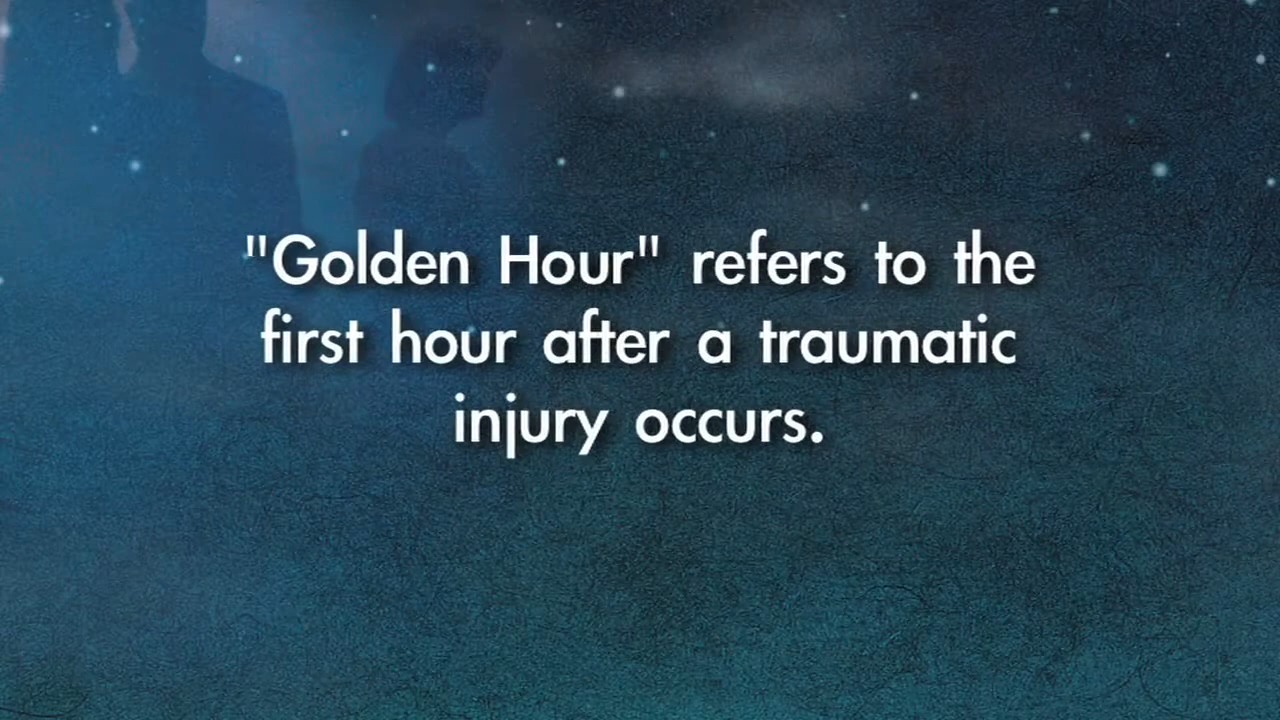 "Golden Hour" refers to the
first hour after a traumatic
injury occurs.